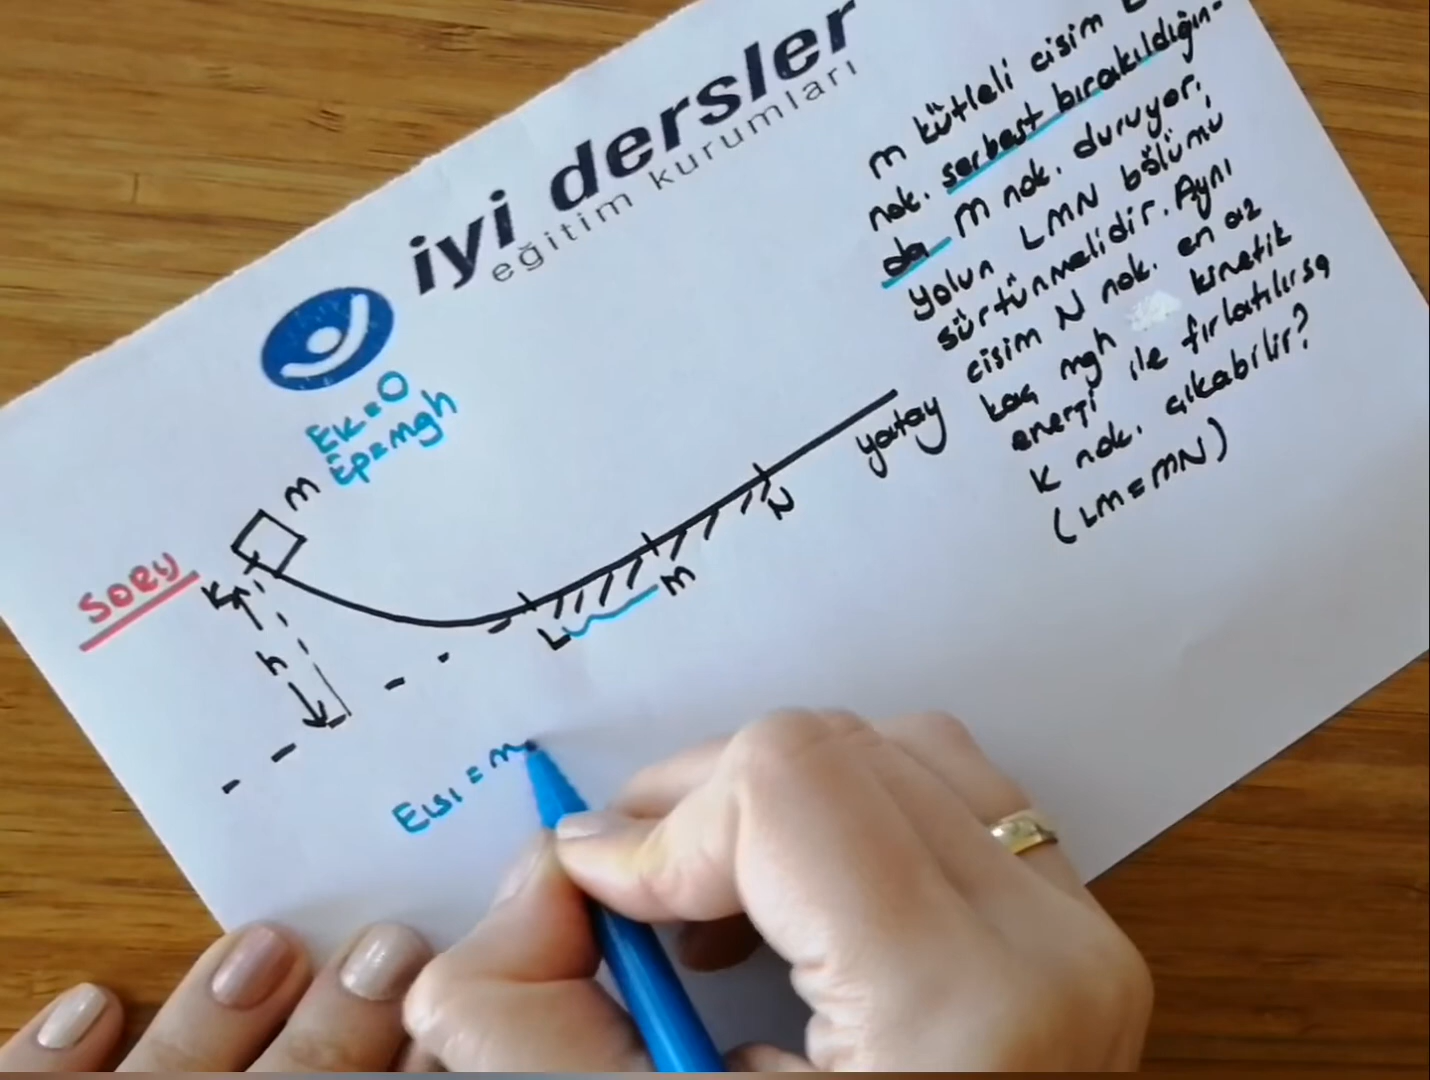 iyi dersler
eğitim kurumları
m kütleli cisim
nok. serbest bırakıldığın-
da M nok. duruyor.
Yolun LMN bölümü
sürtünmelidir. Aynı
cisim N nok. en az
kaç mgh kinetik
enerji ile fırlatılırsa
K nok. çıkabilir?
(LM=MN)
Ek=0
Ep=mgh
m
SORU
K
h
L
M
N
yatay
Eısı = m